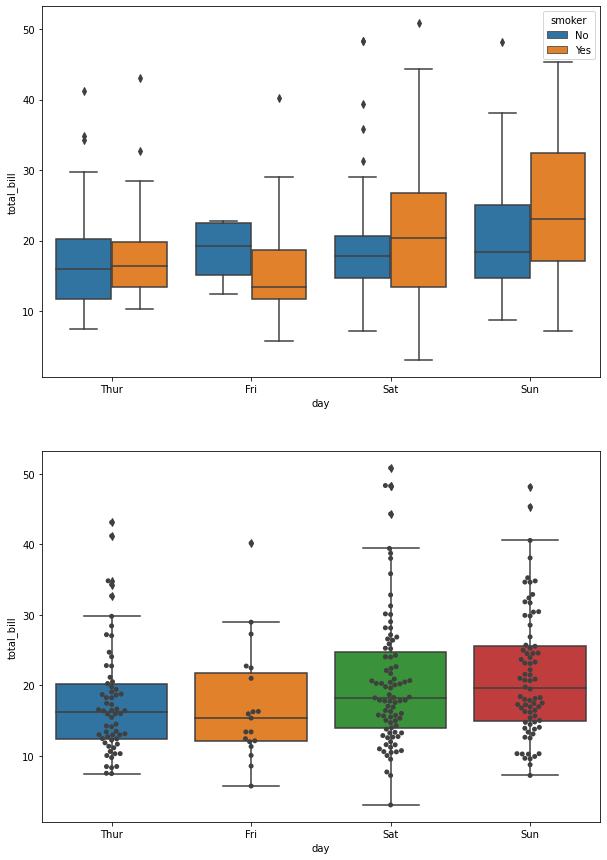 smoker
No
Yes
50
40
30
20
10
total_bill
Thur Fri Sat Sun
day
50
40
30
20
10
total_bill
Thur Fri Sat Sun
day